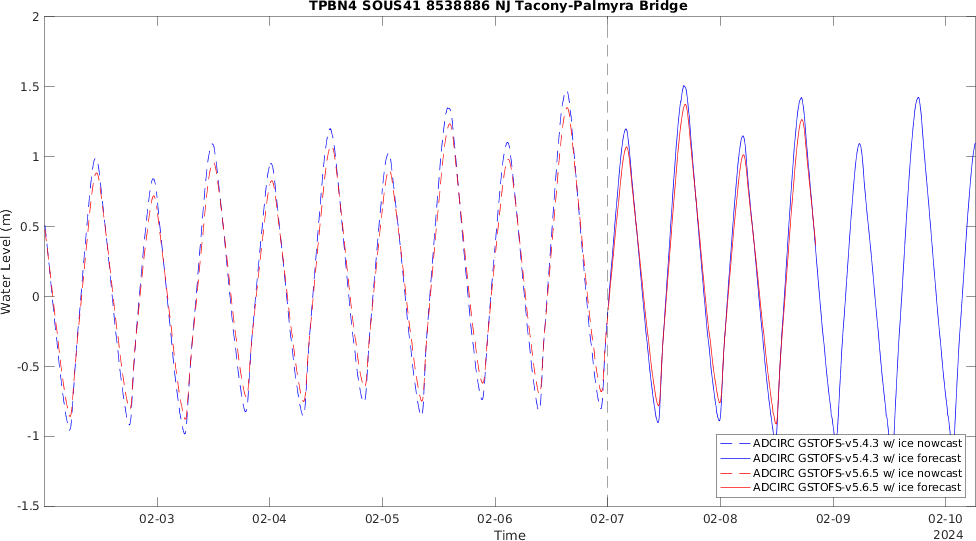 TPBN4 SOUS41 8538886 NJ Tacony-Palmyra Bridge
2
1.5
1
0.5
0
-0.5
-1
-1.5
Water Level (m)
ADCIRC GSTOFS-v5.4.3 w/ ice nowcast
ADCIRC GSTOFS-v5.4.3 w/ ice forecast
ADCIRC GSTOFS-v5.6.5 w/ ice nowcast
ADCIRC GSTOFS-v5.6.5 w/ ice forecast
02-03 02-04 02-05 02-06 02-07 02-08 02-09 02-10
Time
2024